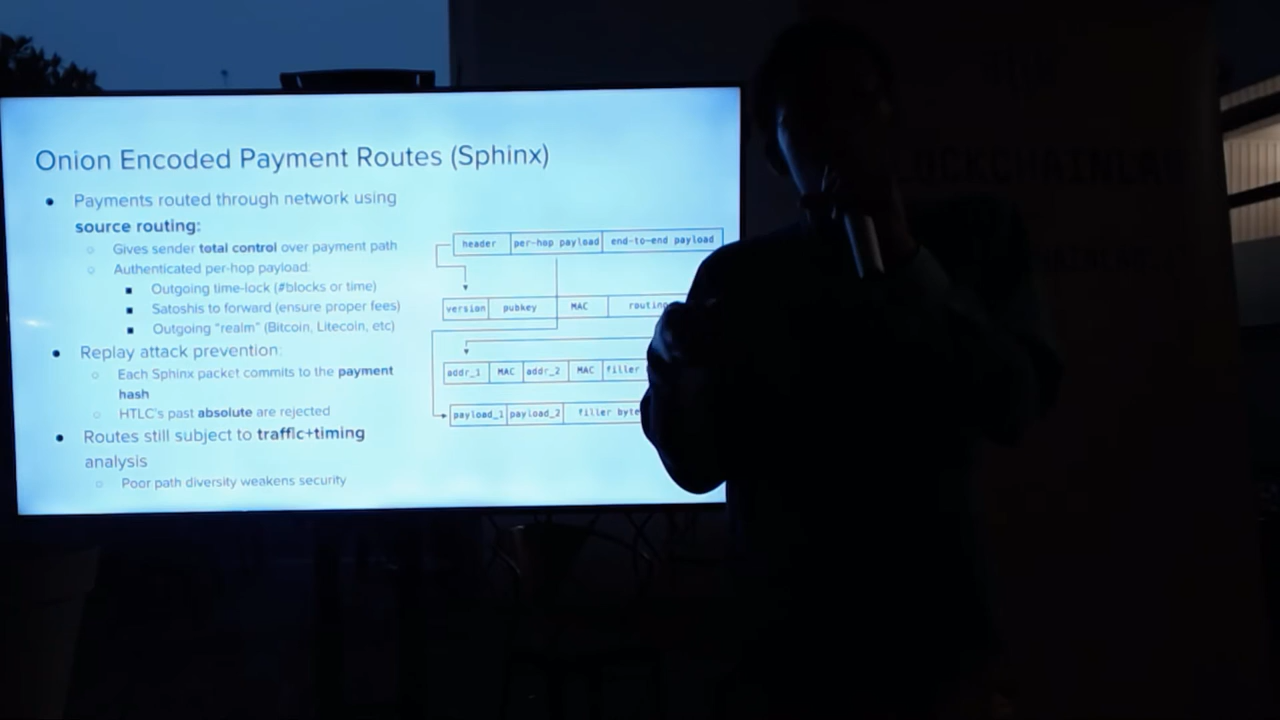 Onion Encoded Payment Routes (Sphinx)
● Payments routed through network using
source routing:
○ Gives sender total control over payment path
○ Authenticated per-hop payload:
■ Outgoing time-lock (#blocks or time)
■ Satoshis to forward (ensure proper fees)
■ Outgoing "realm" (Bitcoin, Litecoin, etc)
● Replay attack prevention:
○ Each Sphinx packet commits to the payment
hash
○ HTLC's past absolute are rejected
● Routes still subject to traffic+timing
analysis
○ Poor path diversity weakens security
header per-hop payload end-to-end payload
version pubkey MAC routing
addr_1 MAC addr_2 MAC filler
payload_1 payload_2 filler byte